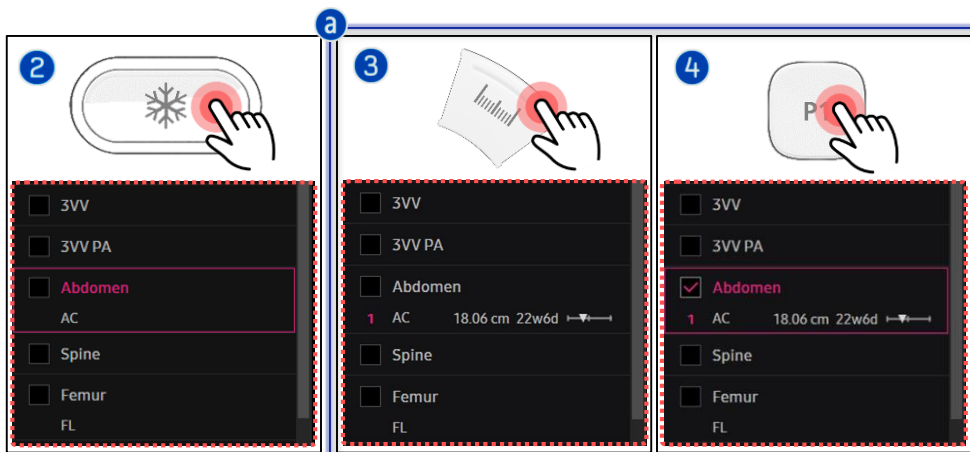 a
2
3VV
3VV PA
Abdomen
AC
Spine
Femur
FL
3
3VV
3VV PA
Abdomen
1 AC 18.06 cm 22w6d
Spine
Femur
FL
4
P1
3VV
3VV PA
Abdomen
1 AC 18.06 cm 22w6d
Spine
Femur
FL